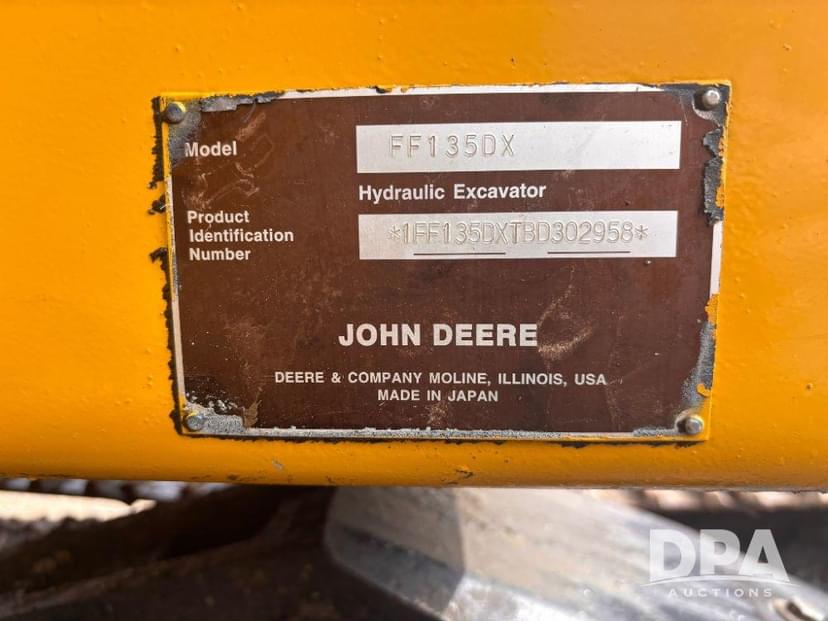 Model FF135DX
Hydraulic Excavator
Product
Identification
Number
*1FF135DXTBD302958*
JOHN DEERE
DEERE & COMPANY MOLINE, ILLINOIS, USA
MADE IN JAPAN
DPA
AUCTIONS